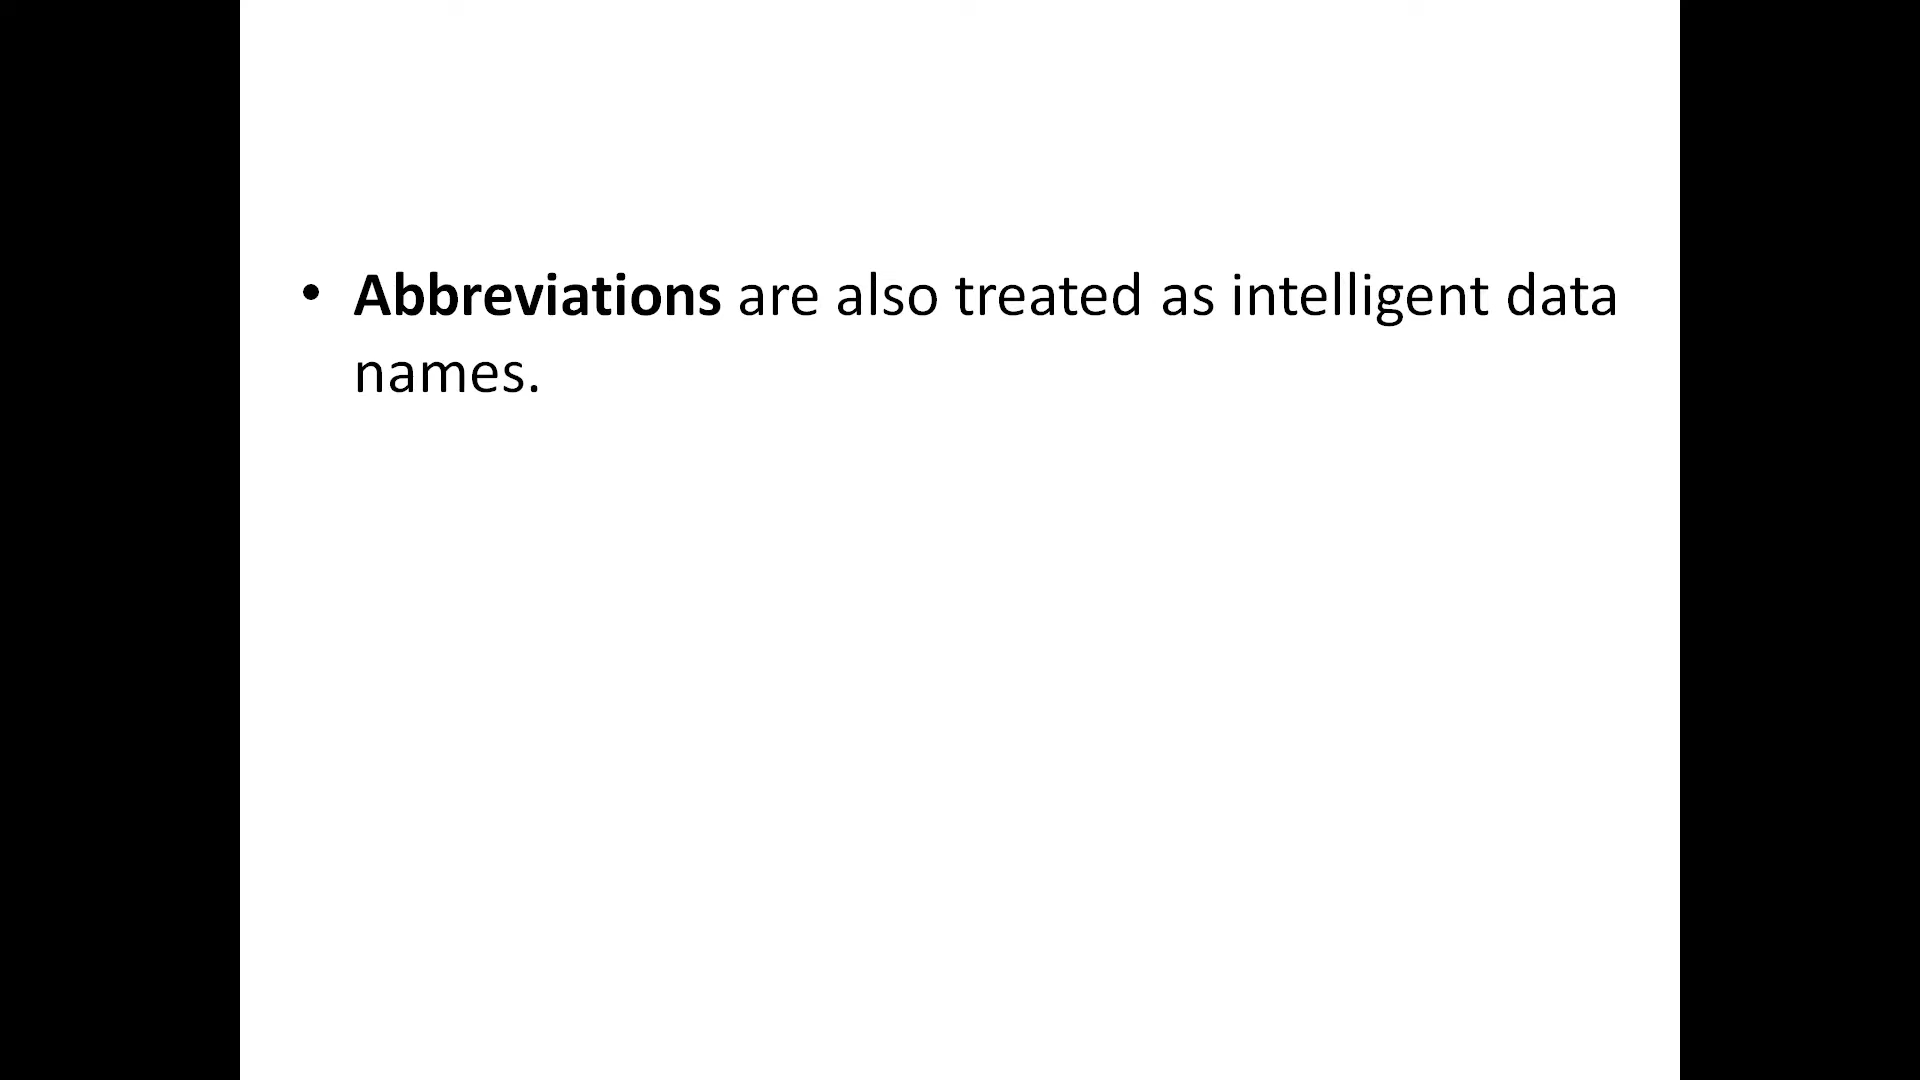 • Abbreviations are also treated as intelligent data
names.